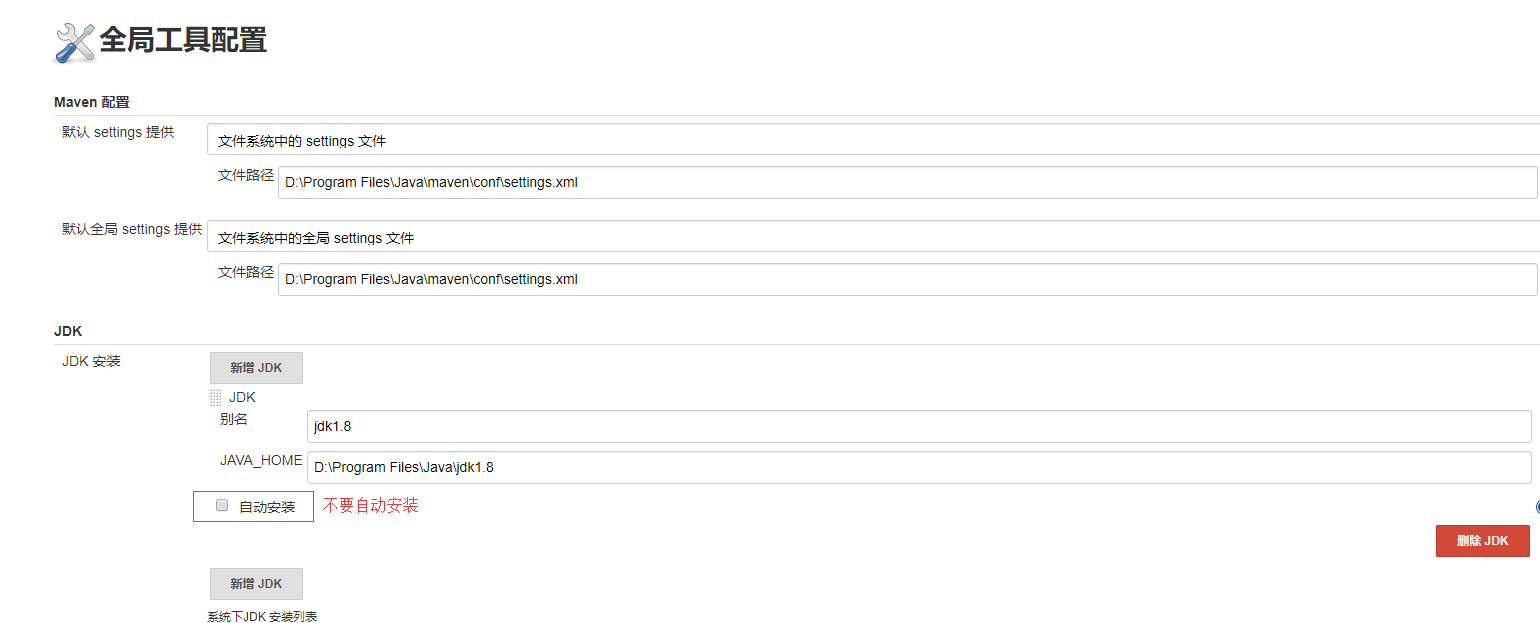 全局工具配置
Maven 配置
默认 settings 提供
文件系统中的 settings 文件
文件路径
D:\Program Files\Java\maven\conf\settings.xml
默认全局 settings 提供
文件系统中的全局 settings 文件
文件路径
D:\Program Files\Java\maven\conf\settings.xml
JDK
JDK 安装
新增 JDK
JDK
别名
jdk1.8
JAVA_HOME
D:\Program Files\Java\jdk1.8
自动安装 不要自动安装
删除 JDK
新增 JDK
系统下JDK 安装列表